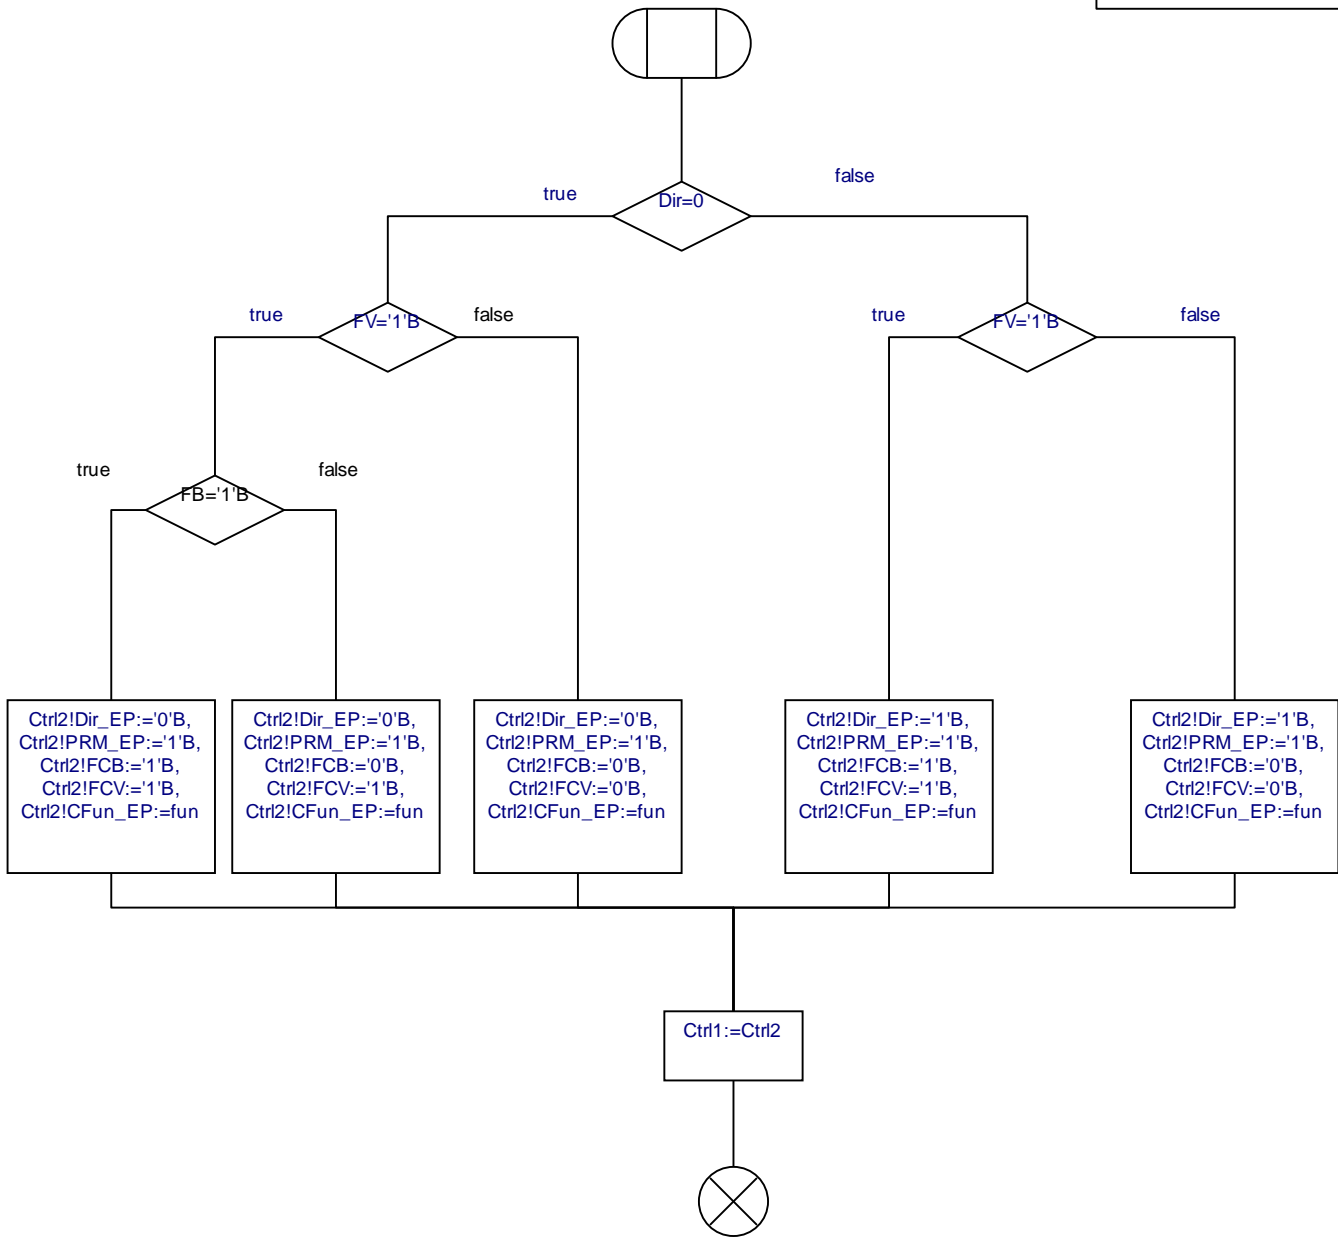 Dir=0
true
false
FV='1'B
true
false
FV='1'B
true
false
FB='1'B
true
false
Ctrl2!Dir_EP:='0'B,
Ctrl2!PRM_EP:='1'B,
Ctrl2!FCB:='1'B,
Ctrl2!FCV:='1'B,
Ctrl2!CFun_EP:=fun
Ctrl2!Dir_EP:='0'B,
Ctrl2!PRM_EP:='1'B,
Ctrl2!FCB:='0'B,
Ctrl2!FCV:='1'B,
Ctrl2!CFun_EP:=fun
Ctrl2!Dir_EP:='0'B,
Ctrl2!PRM_EP:='1'B,
Ctrl2!FCB:='0'B,
Ctrl2!FCV:='0'B,
Ctrl2!CFun_EP:=fun
Ctrl2!Dir_EP:='1'B,
Ctrl2!PRM_EP:='1'B,
Ctrl2!FCB:='1'B,
Ctrl2!FCV:='1'B,
Ctrl2!CFun_EP:=fun
Ctrl2!Dir_EP:='1'B,
Ctrl2!PRM_EP:='1'B,
Ctrl2!FCB:='0'B,
Ctrl2!FCV:='0'B,
Ctrl2!CFun_EP:=fun
Ctrl1:=Ctrl2